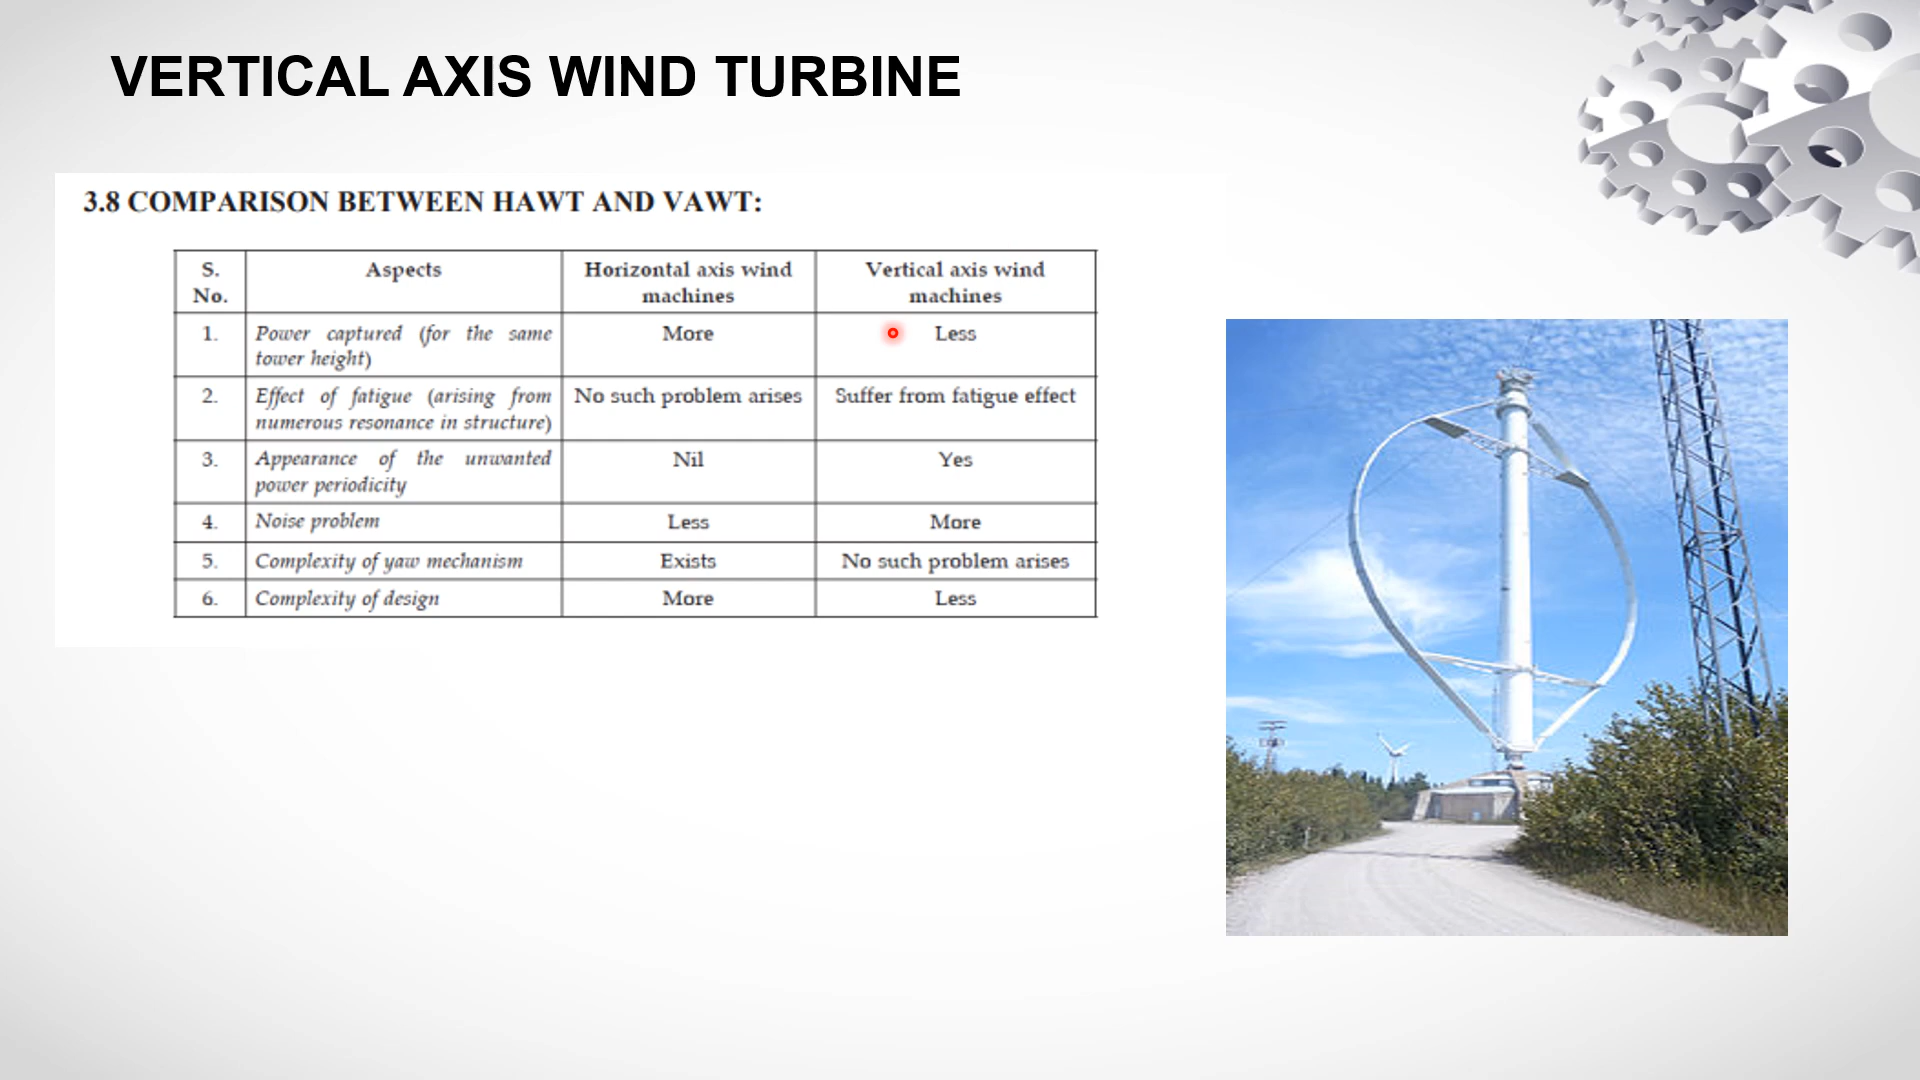 VERTICAL AXIS WIND TURBINE
3.8 COMPARISON BETWEEN HAWT AND VAWT:
S. No. Aspects Horizontal axis wind machines Vertical axis wind machines
1. Power captured (for the same tower height) More Less
2. Effect of fatigue (arising from numerous resonance in structure) No such problem arises Suffer from fatigue effect
3. Appearance of the unwanted power periodicity Nil Yes
4. Noise problem Less More
5. Complexity of yaw mechanism Exists No such problem arises
6. Complexity of design More Less